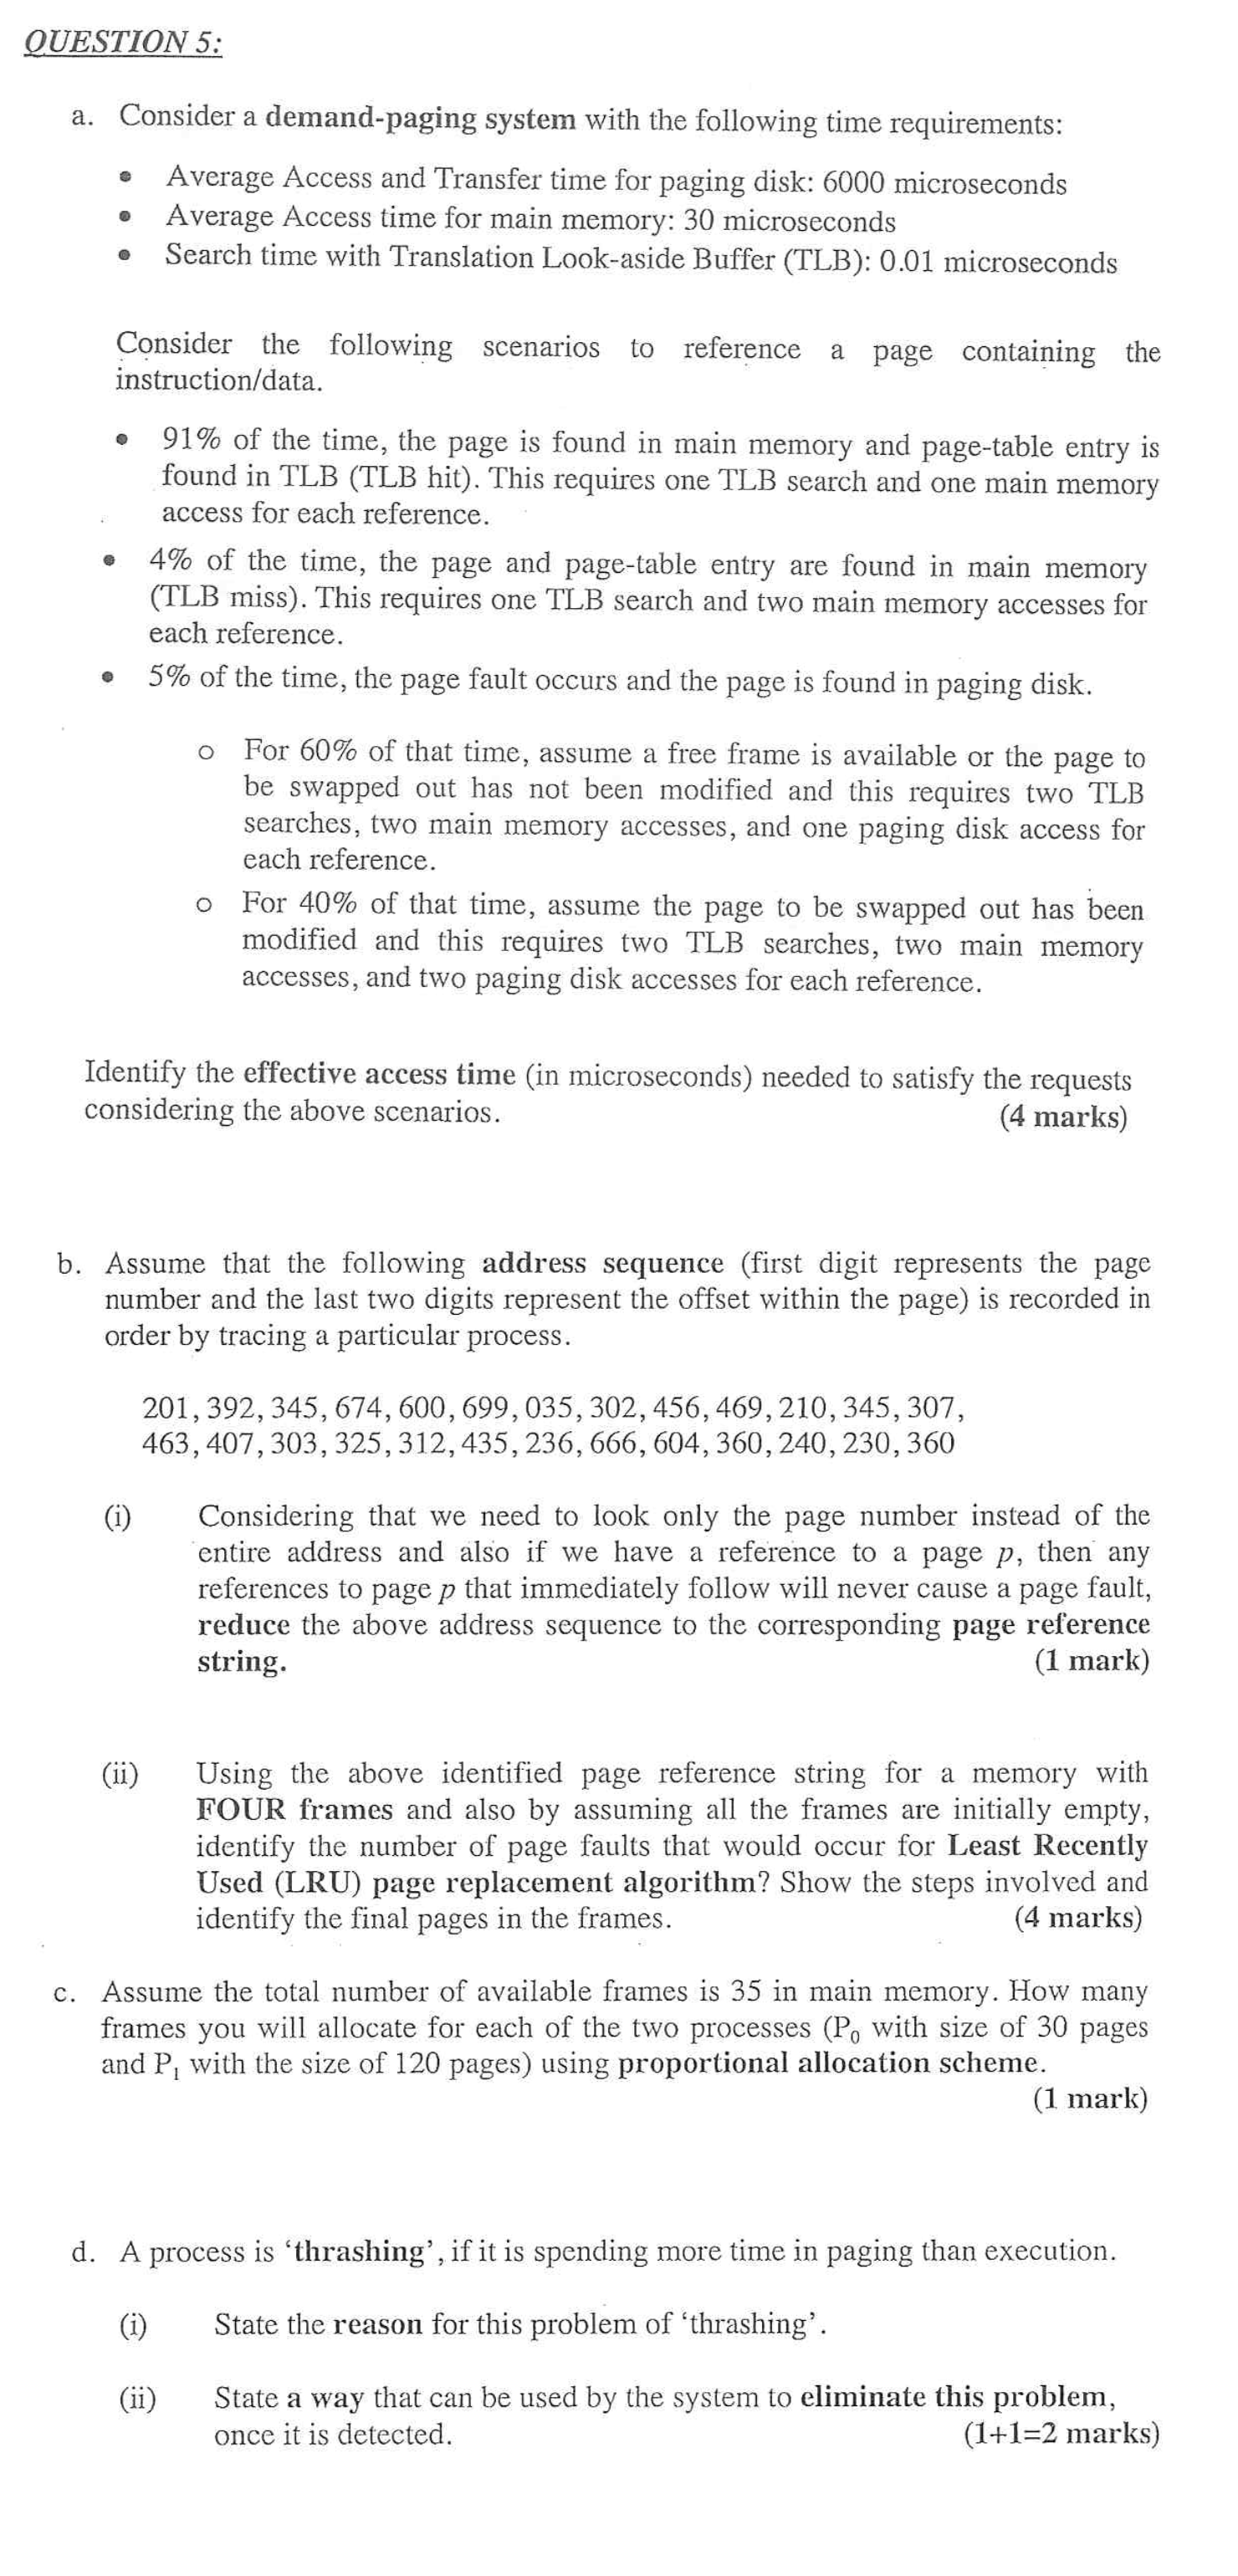 QUESTION 5:
a. Consider a demand-paging system with the following time requirements:
• Average Access and Transfer time for paging disk: 6000 microseconds
• Average Access time for main memory: 30 microseconds
• Search time with Translation Look-aside Buffer (TLB): 0.01 microseconds
Consider the following scenarios to reference a page containing the
instruction/data.
• 91% of the time, the page is found in main memory and page-table entry is
found in TLB (TLB hit). This requires one TLB search and one main memory
access for each reference.
• 4% of the time, the page and page-table entry are found in main memory
(TLB miss). This requires one TLB search and two main memory accesses for
each reference.
• 5% of the time, the page fault occurs and the page is found in paging disk.
o For 60% of that time, assume a free frame is available or the page to
be swapped out has not been modified and this requires two TLB
searches, two main memory accesses, and one paging disk access for
each reference.
o For 40% of that time, assume the page to be swapped out has been
modified and this requires two TLB searches, two main memory
accesses, and two paging disk accesses for each reference.
Identify the effective access time (in microseconds) needed to satisfy the requests
considering the above scenarios. (4 marks)
b. Assume that the following address sequence (first digit represents the page
number and the last two digits represent the offset within the page) is recorded in
order by tracing a particular process.
201, 392, 345, 674, 600, 699, 035, 302, 456, 469, 210, 345, 307,
463, 407, 303, 325, 312, 435, 236, 666, 604, 360, 240, 230, 360
(i) Considering that we need to look only the page number instead of the
entire address and also if we have a reference to a page p, then any
references to page p that immediately follow will never cause a page fault,
reduce the above address sequence to the corresponding page reference
string. (1 mark)
(ii) Using the above identified page reference string for a memory with
FOUR frames and also by assuming all the frames are initially empty,
identify the number of page faults that would occur for Least Recently
Used (LRU) page replacement algorithm? Show the steps involved and
identify the final pages in the frames. (4 marks)
c. Assume the total number of available frames is 35 in main memory. How many
frames you will allocate for each of the two processes (P₀ with size of 30 pages
and P₁ with the size of 120 pages) using proportional allocation scheme.
(1 mark)
d. A process is ‘thrashing’, if it is spending more time in paging than execution.
(i) State the reason for this problem of ‘thrashing’.
(ii) State a way that can be used by the system to eliminate this problem,
once it is detected. (1+1=2 marks)